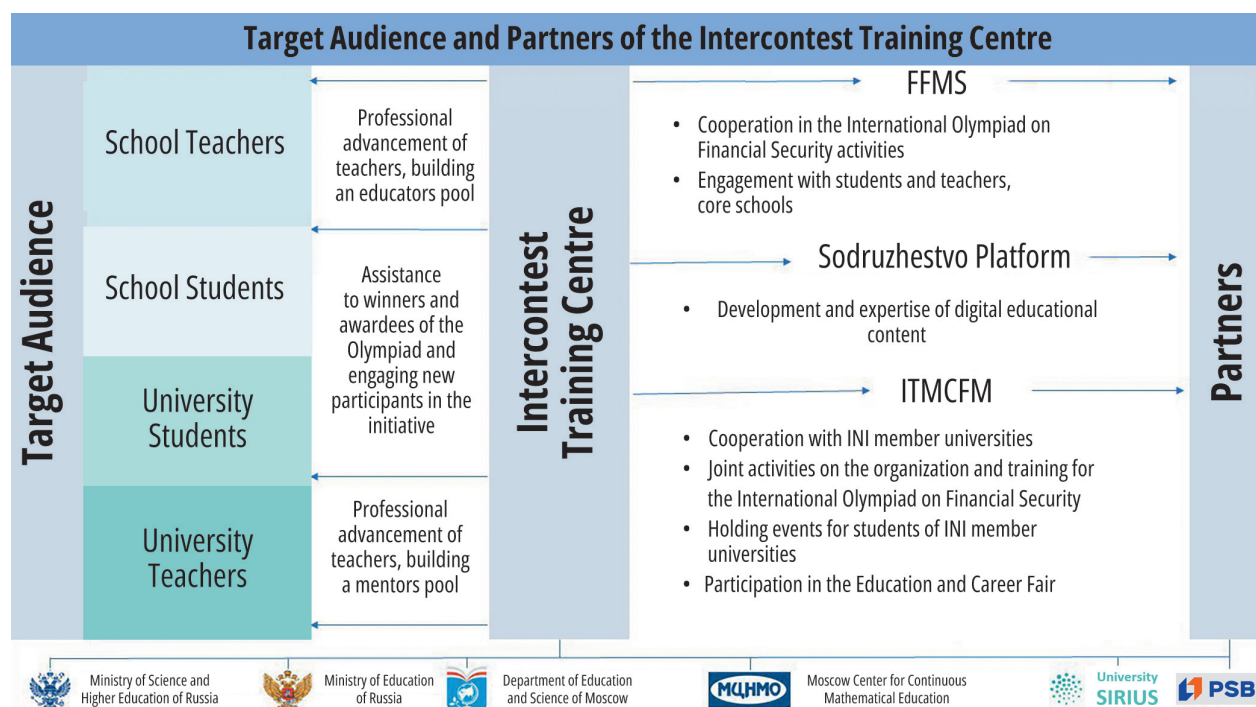 Target Audience and Partners of the Intercontest Training Centre
Target Audience
School Teachers
School Students
University
Students
University
Teachers
Professional
advancement of
teachers, building
an educators pool
Assistance
to winners and
awardees of the
Olympiad and
engaging new
participants in the
initiative
Professional
advancement of
teachers, building
a mentors pool
Intercontest
Training Centre
FFMS
• Cooperation in the International Olympiad on
Financial Security activities
• Engagement with students and teachers,
core schools
Sodruzhestvo Platform
• Development and expertise of digital educational
content
ITMCFM
• Cooperation with INI member universities
• Joint activities on the organization and training for
the International Olympiad on Financial Security
• Holding events for students of INI member
universities
• Participation in the Education and Career Fair
Partners
Ministry of Science and
Higher Education of Russia
Ministry of Education
of Russia
Department of Education
and Science of Moscow
МЦНМО
Moscow Center for Continuous
Mathematical Education
University
SIRIUS
PSB